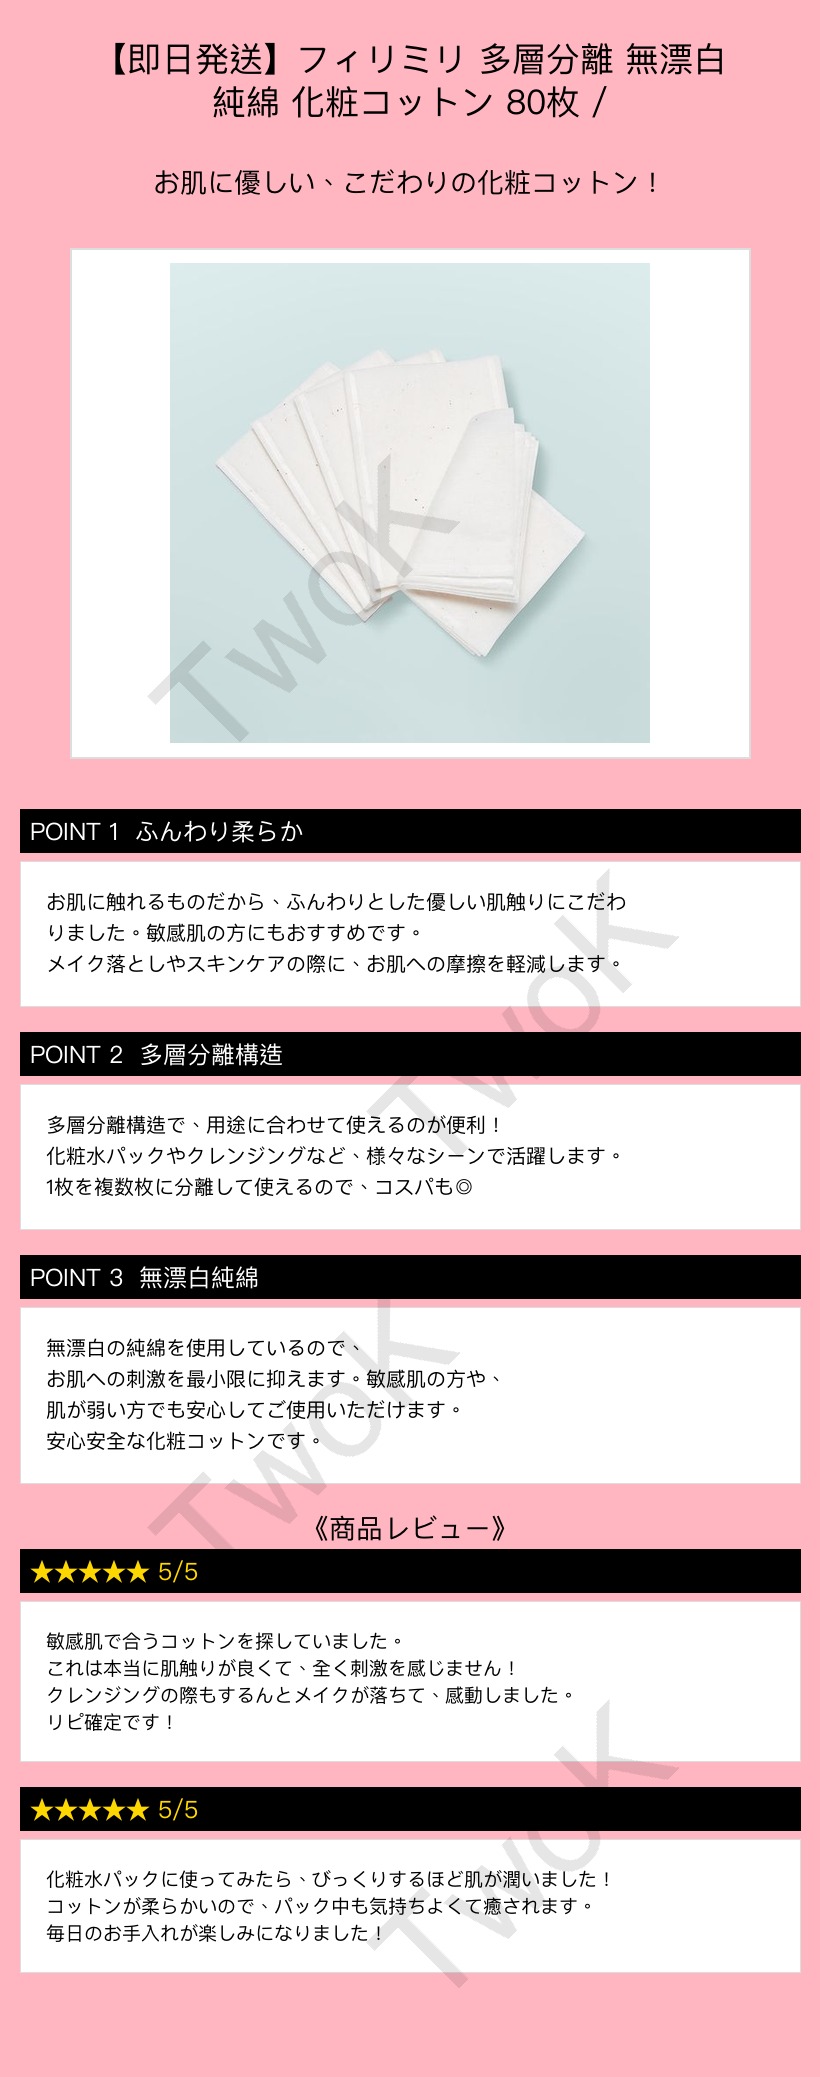 【即日発送】フィリミリ 多層分離 無漂白
純綿 化粧コットン 80枚 /
お肌に優しい、こだわりの化粧コットン！
TwoK
POINT 1 ふんわり柔らか
お肌に触れるものだから、ふんわりとした優しい肌触りにこだわ
りました。敏感肌の方にもおすすめです。
メイク落としやスキンケアの際に、お肌への摩擦を軽減します。
TwoK
POINT 2 多層分離構造
多層分離構造で、用途に合わせて使えるのが便利！
化粧水パックやクレンジングなど、様々なシーンで活躍します。
1枚を複数枚に分離して使えるので、コスパも◎
POINT 3 無漂白純綿
無漂白の純綿を使用しているので、
お肌への刺激を最小限に抑えます。敏感肌の方や、
肌が弱い方でも安心してご使用いただけます。
安心安全な化粧コットンです。
TwoK
《商品レビュー》
★★★★★ 5/5
敏感肌で合うコットンを探していました。
これは本当に肌触りが良くて、全く刺激を感じません！
クレンジングの際もするんとメイクが落ちて、感動しました。
リピ確定です！
★★★★★ 5/5
化粧水パックに使ってみたら、びっくりするほど肌が潤いました！
コットンが柔らかいので、パック中も気持ちよくて癒されます。
毎日のお手入れが楽しみになりました！
TwoK